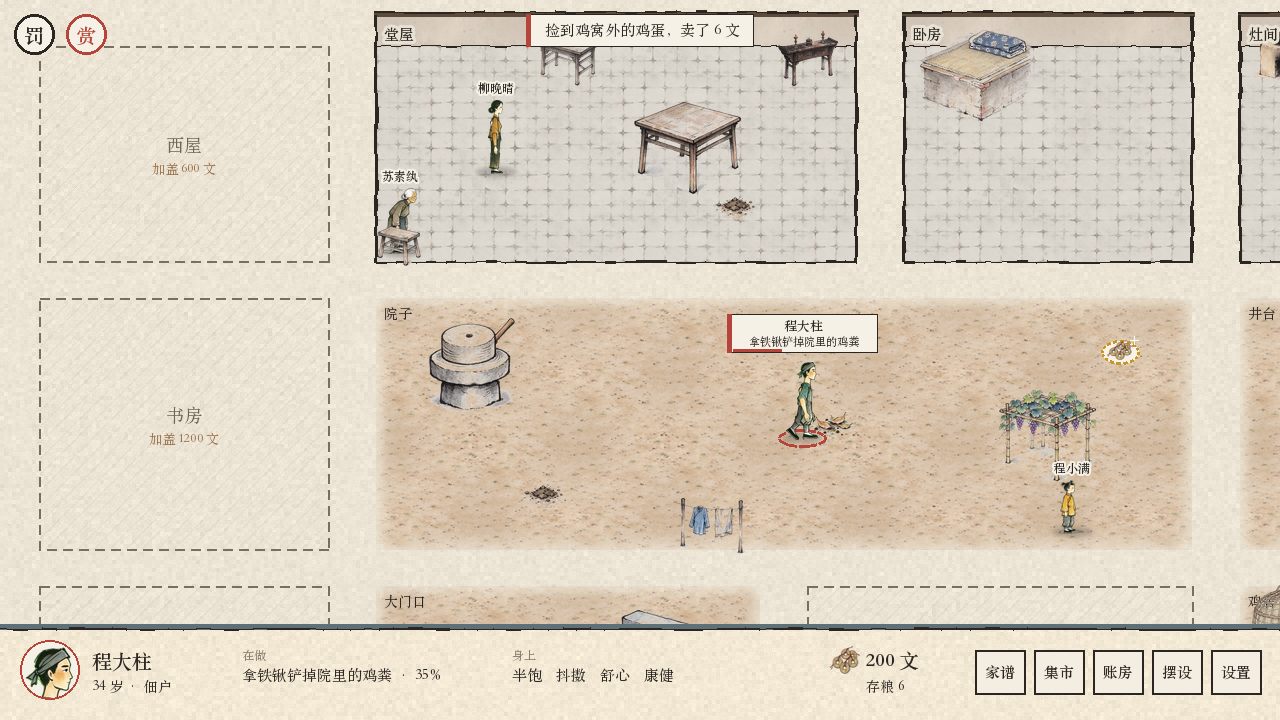 罚
赏
捡到鸡窝外的鸡蛋，卖了 6 文
堂屋
卧房
灶间
柳晚晴
苏素纨
西屋
加盖 600 文
院子
井台
程大柱
拿铁锹铲掉院里的鸡粪
程小满
书房
加盖 1200 文
大门口
程大柱
34 岁 · 佃户
在做
拿铁锹铲掉院里的鸡粪 · 35%
身上
半饱 抖擞 舒心 康健
200 文
存粮 6
家谱
集市
账房
摆设
设置